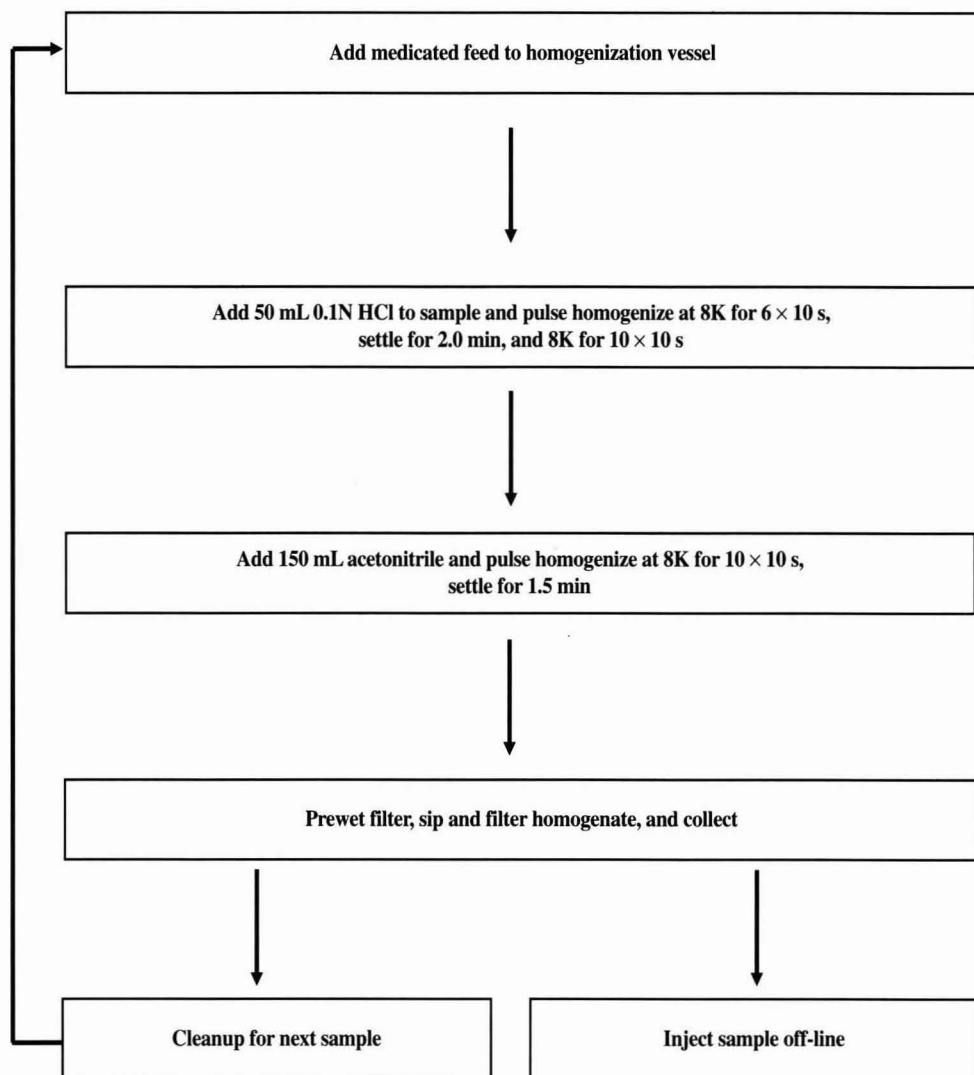 Add medicated feed to homogenization vessel
Add 50 mL 0.1N HCl to sample and pulse homogenize at 8K for 6 × 10 s,
settle for 2.0 min, and 8K for 10 × 10 s
Add 150 mL acetonitrile and pulse homogenize at 8K for 10 × 10 s,
settle for 1.5 min
Prewet filter, sip and filter homogenate, and collect
Cleanup for next sample
Inject sample off-line